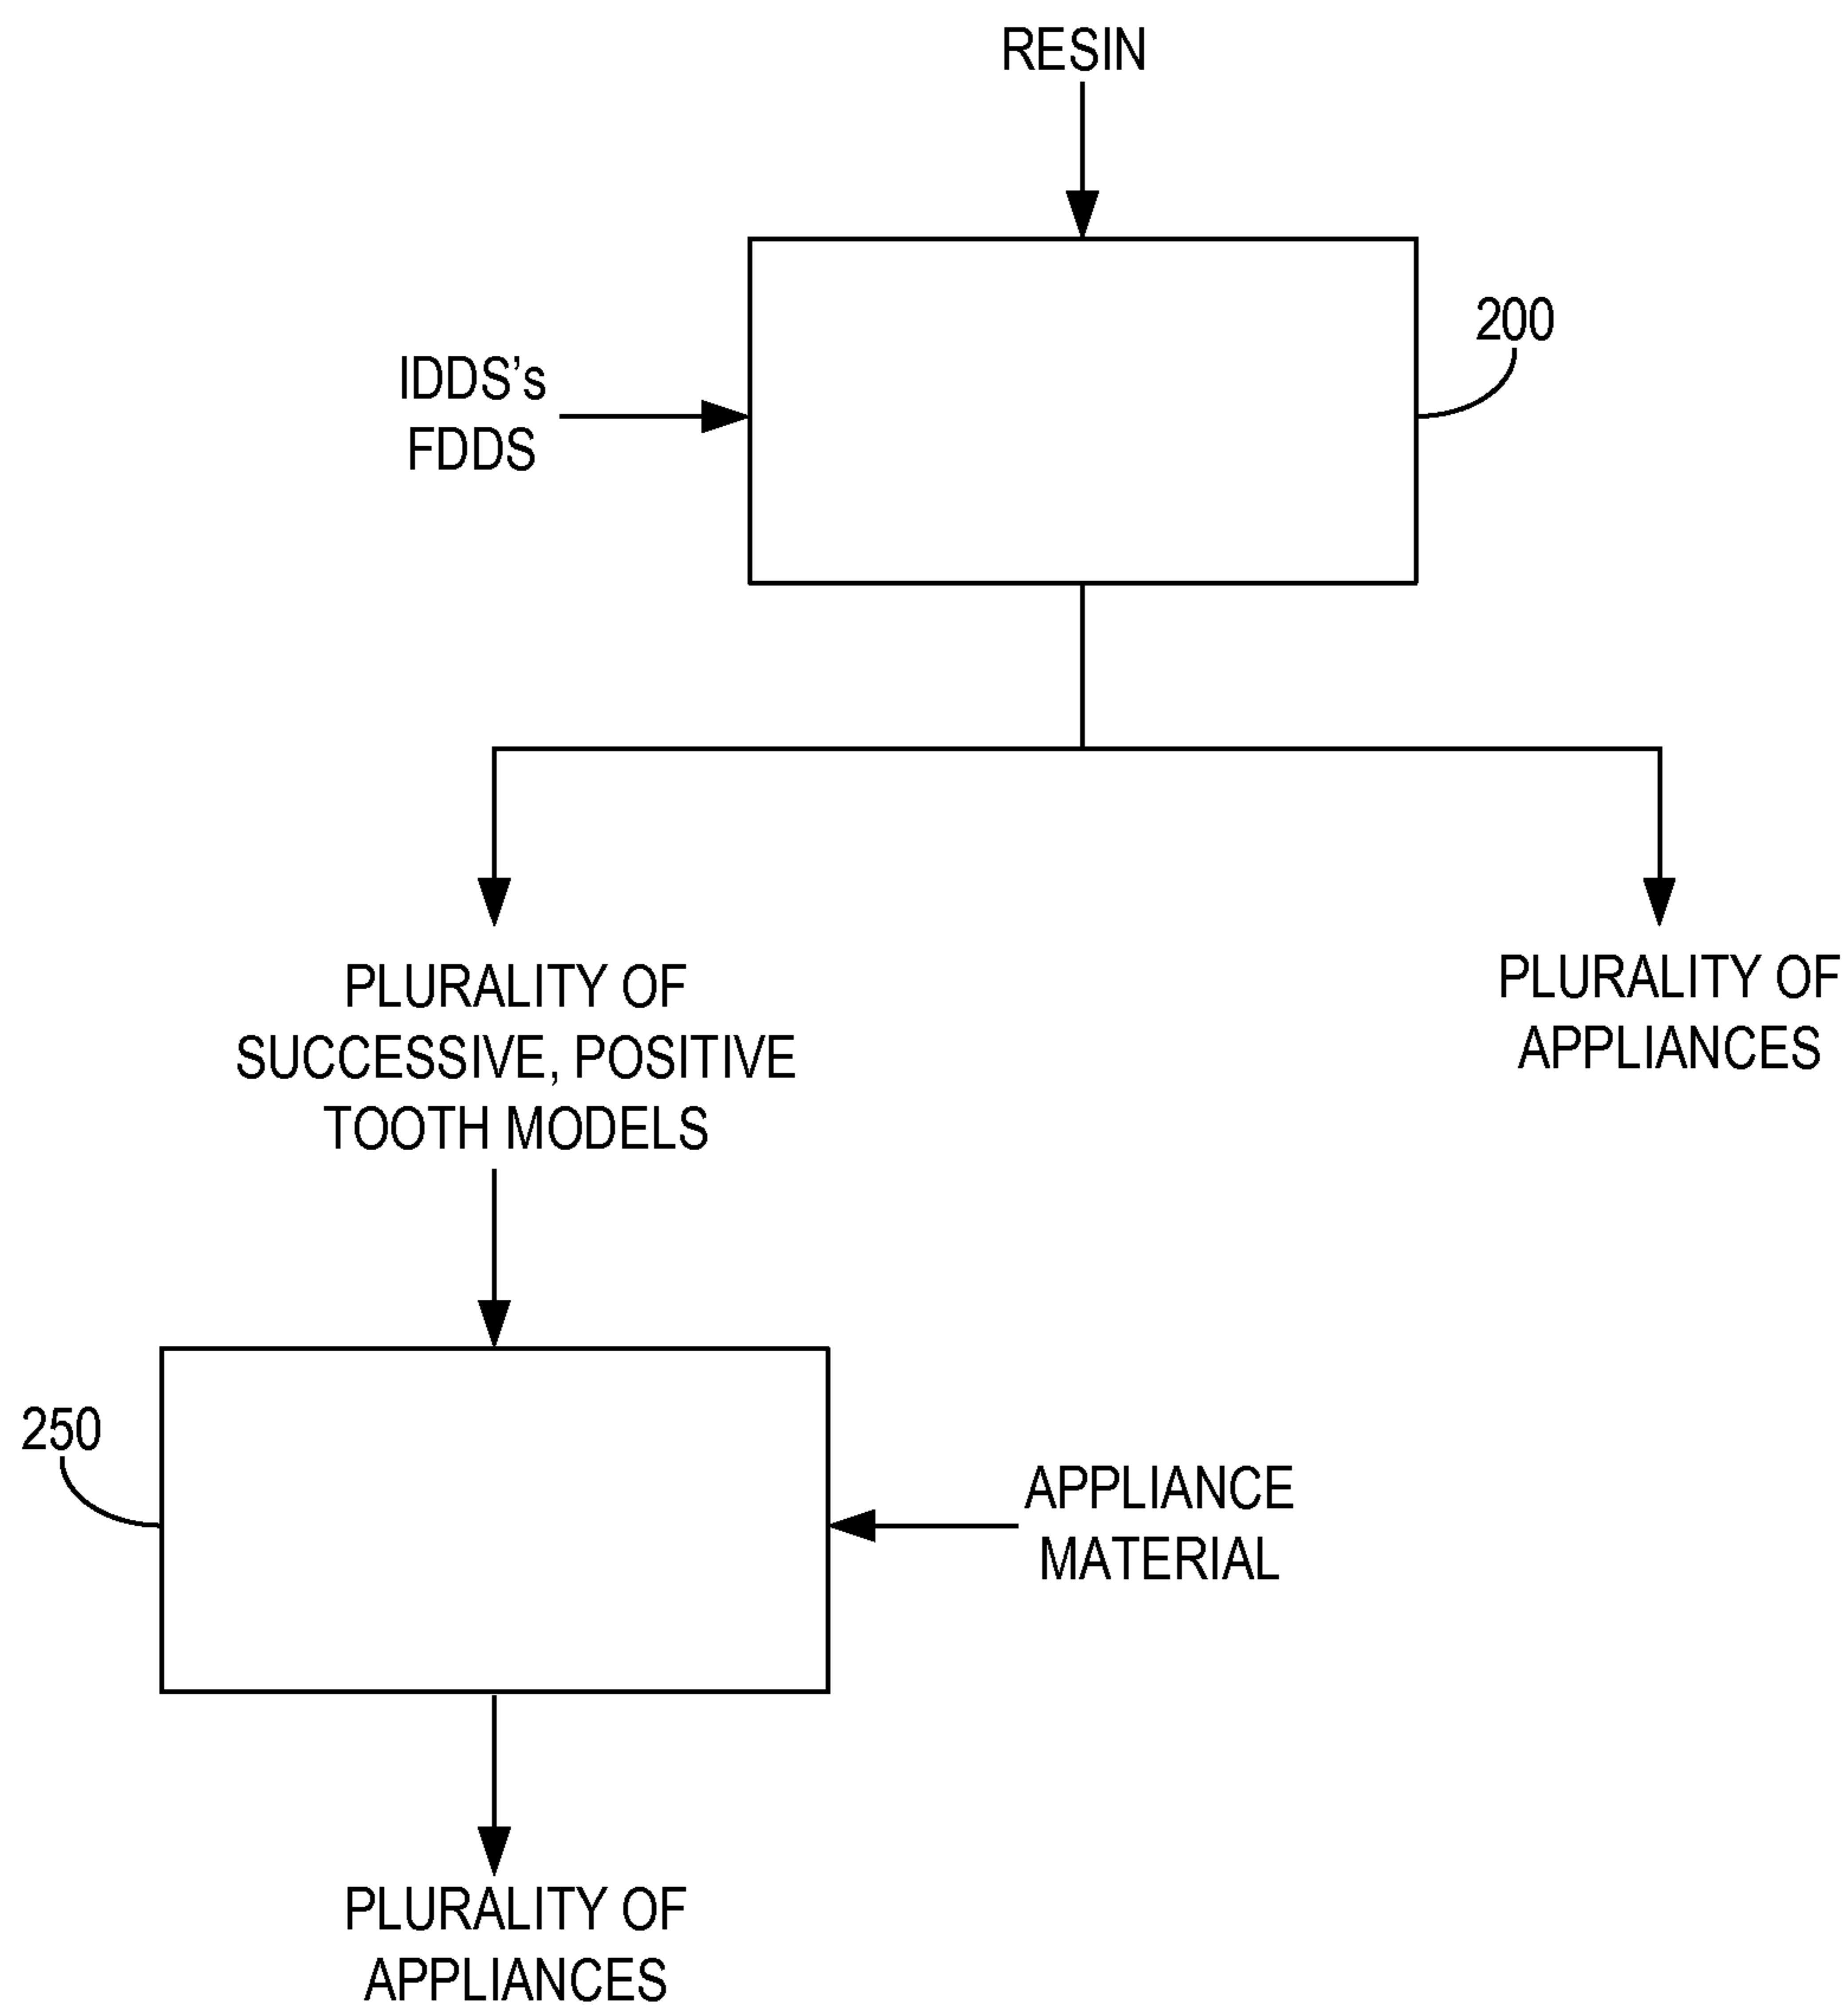 RESIN
200
IDDS’s
FDDS
PLURALITY OF
SUCCESSIVE, POSITIVE
TOOTH MODELS
PLURALITY OF
APPLIANCES
250
APPLIANCE
MATERIAL
PLURALITY OF
APPLIANCES